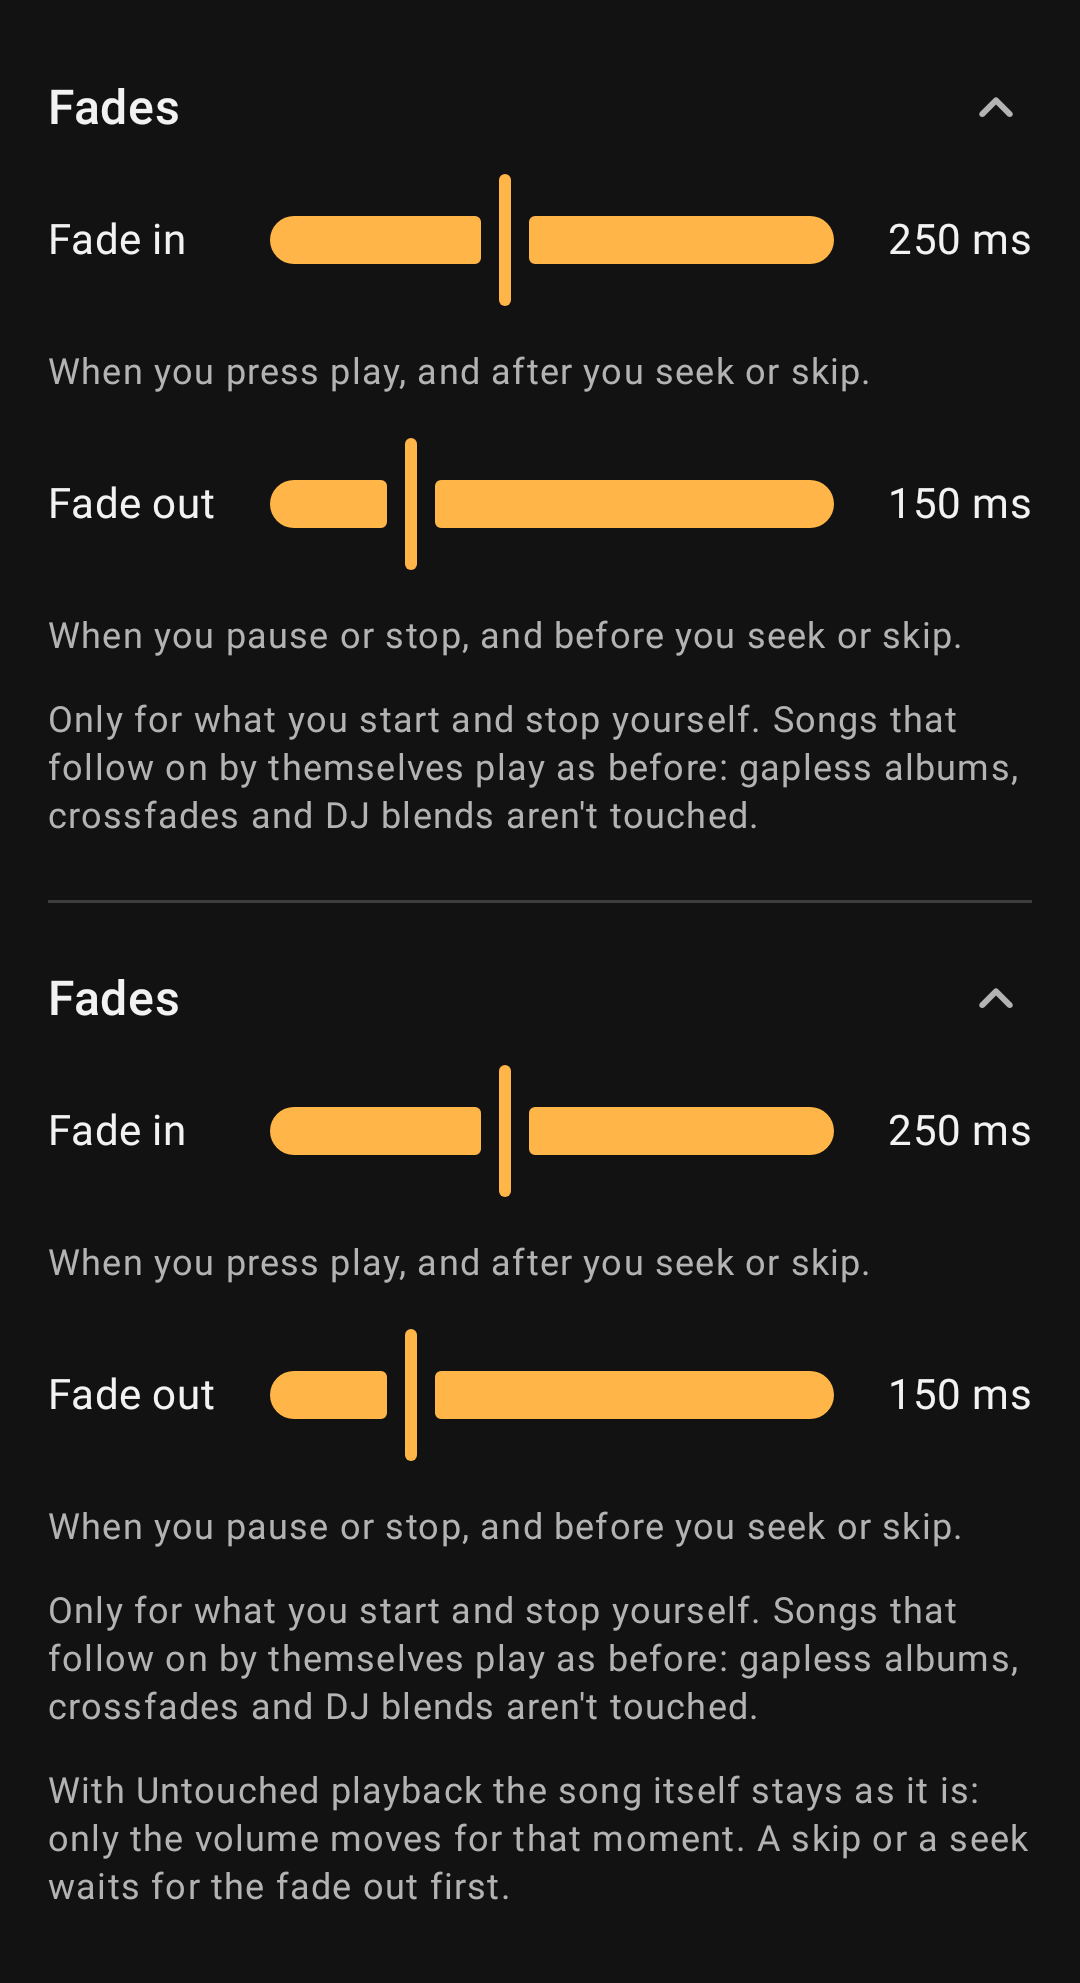 Fades
Fade in
250 ms
When you press play, and after you seek or skip.
Fade out
150 ms
When you pause or stop, and before you seek or skip.
Only for what you start and stop yourself. Songs that
follow on by themselves play as before: gapless albums,
crossfades and DJ blends aren't touched.
Fades
Fade in
250 ms
When you press play, and after you seek or skip.
Fade out
150 ms
When you pause or stop, and before you seek or skip.
Only for what you start and stop yourself. Songs that
follow on by themselves play as before: gapless albums,
crossfades and DJ blends aren't touched.
With Untouched playback the song itself stays as it is:
only the volume moves for that moment. A skip or a seek
waits for the fade out first.